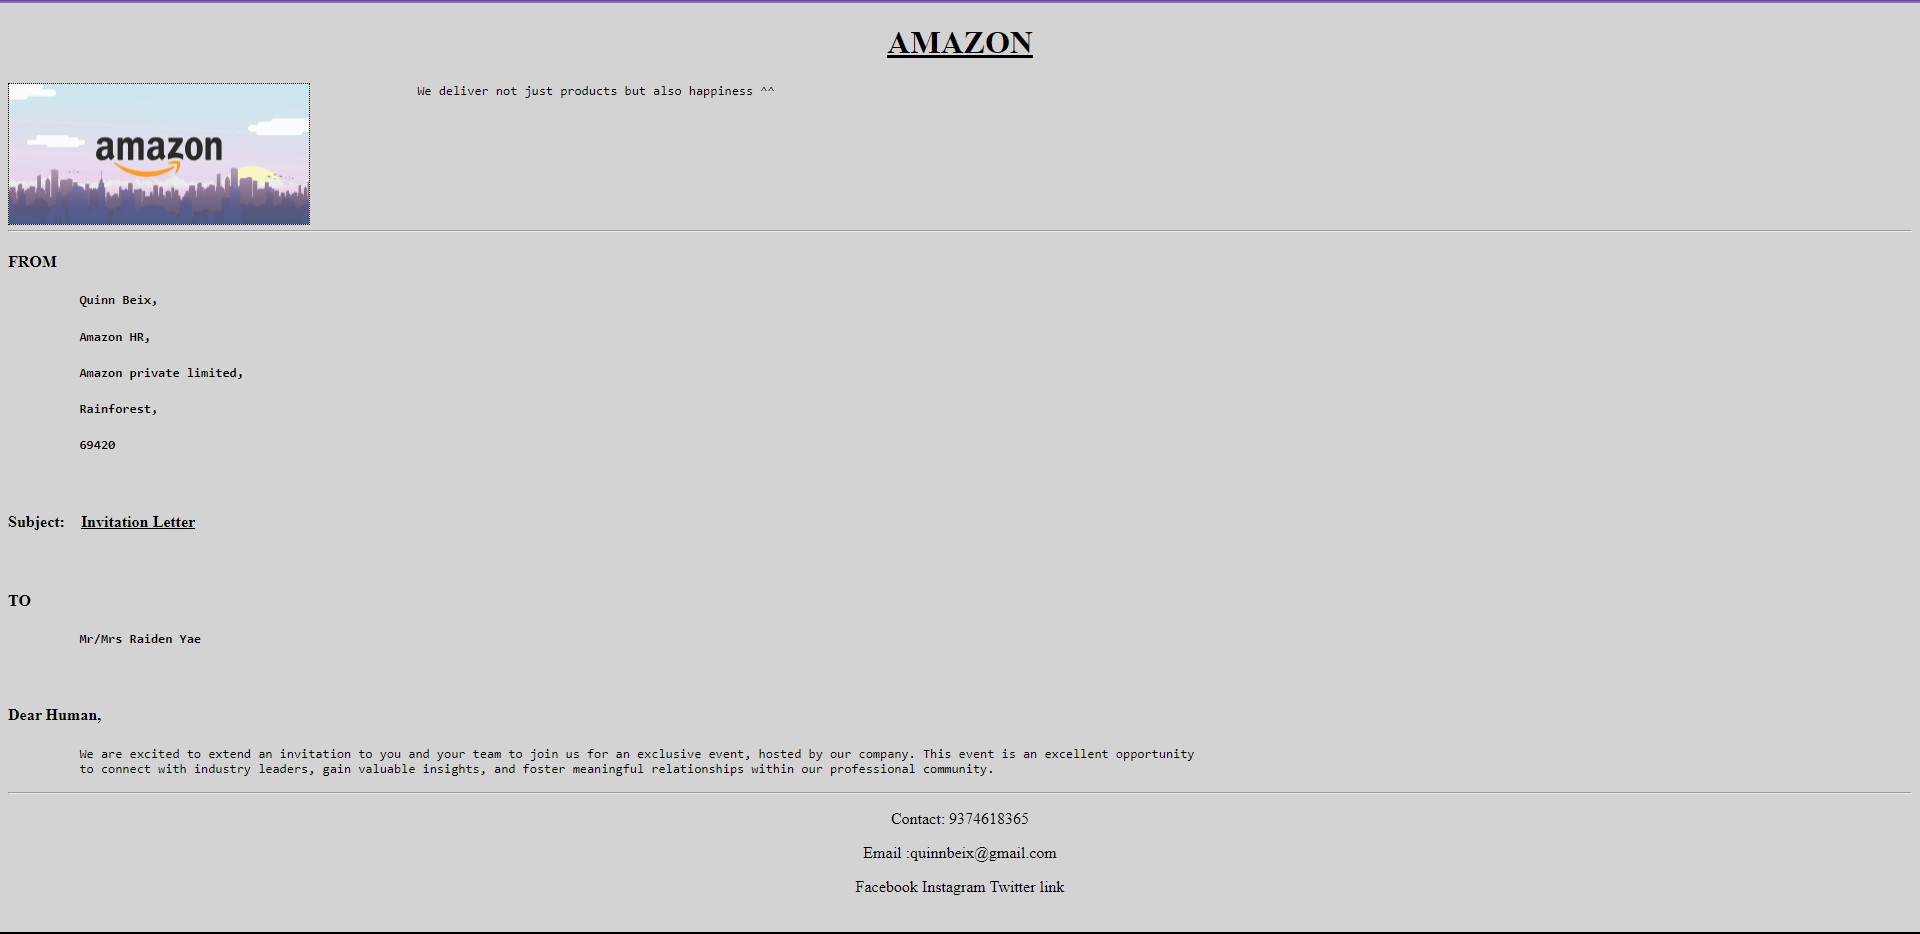 AMAZON
amazon
We deliver not just products but also happiness ^^
FROM
Quinn Beix,
Amazon HR,
Amazon private limited,
Rainforest,
69420
Subject: Invitation Letter
TO
Mr/Mrs Raiden Yae
Dear Human,
We are excited to extend an invitation to you and your team to join us for an exclusive event, hosted by our company. This event is an excellent opportunity
to connect with industry leaders, gain valuable insights, and foster meaningful relationships within our professional community.
Contact: 9374618365
Email :quinnbeix@gmail.com
Facebook Instagram Twitter link